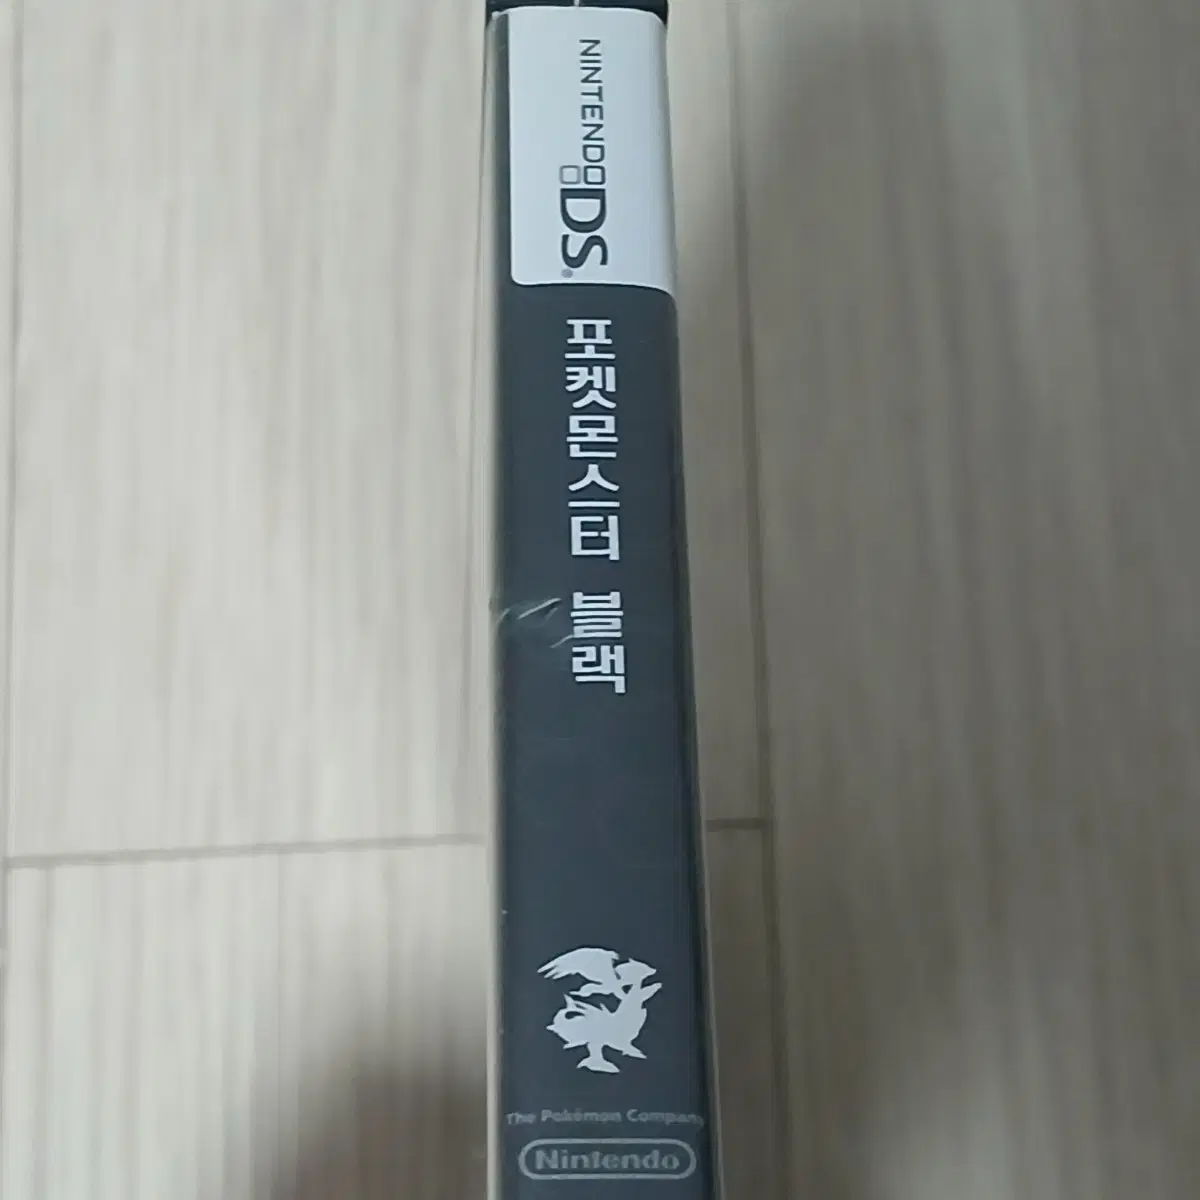 NINTENDO DS
포켓몬스터 블랙
The Pokémon Company
Nintendo